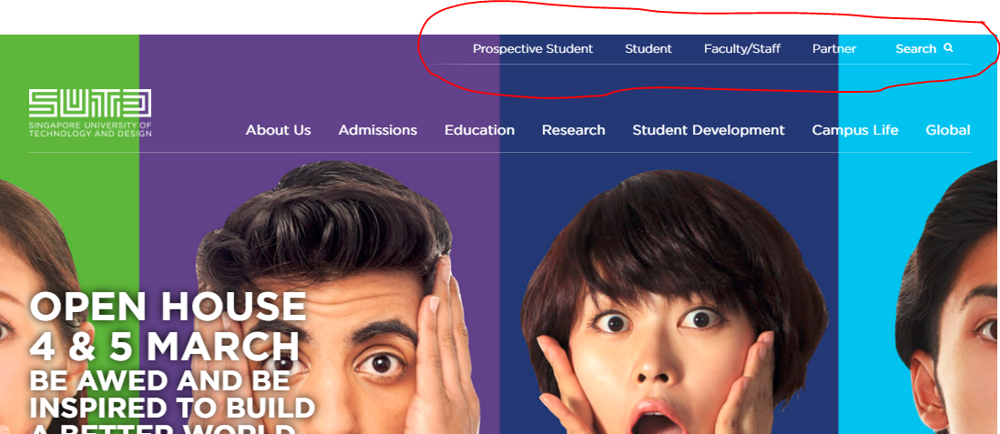 Prospective Student Student Faculty/Staff Partner Search
SUTD
SINGAPORE UNIVERSITY OF
TECHNOLOGY AND DESIGN
About Us Admissions Education Research Student Development Campus Life Global
OPEN HOUSE
4 & 5 MARCH
BE AWED AND BE
INSPIRED TO BUILD
A BETTER WORLD